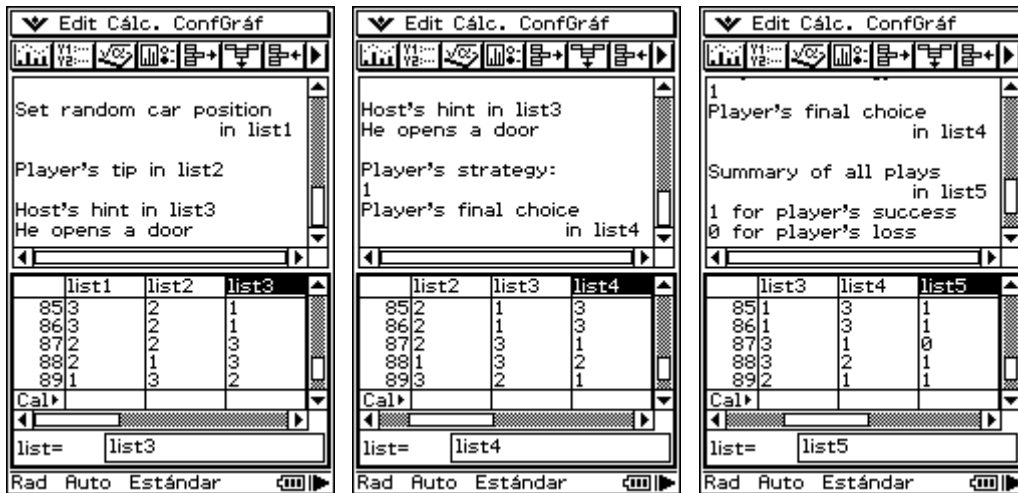 Edit Cálc. ConfGráf
Set random car position
in list1
Player's tip in list2
Host's hint in list3
He opens a door
list1 list2 list3
85 3 2 1
86 3 2 1
87 2 2 3
88 2 1 3
89 1 3 2
Cal
list= list3
Rad Auto Estándar
Edit Cálc. ConfGráf
Host's hint in list3
He opens a door
Player's strategy:
1
Player's final choice
in list4
list2 list3 list4
85 2 1 3
86 2 1 3
87 2 3 1
88 1 3 2
89 3 2 1
Cal
list= list4
Rad Auto Estándar
Edit Cálc. ConfGráf
1
Player's final choice
in list4
Summary of all plays
in list5
1 for player's success
0 for player's loss
list3 list4 list5
85 1 3 1
86 1 3 1
87 3 1 0
88 3 2 1
89 2 1 1
Cal
list= list5
Rad Auto Estándar